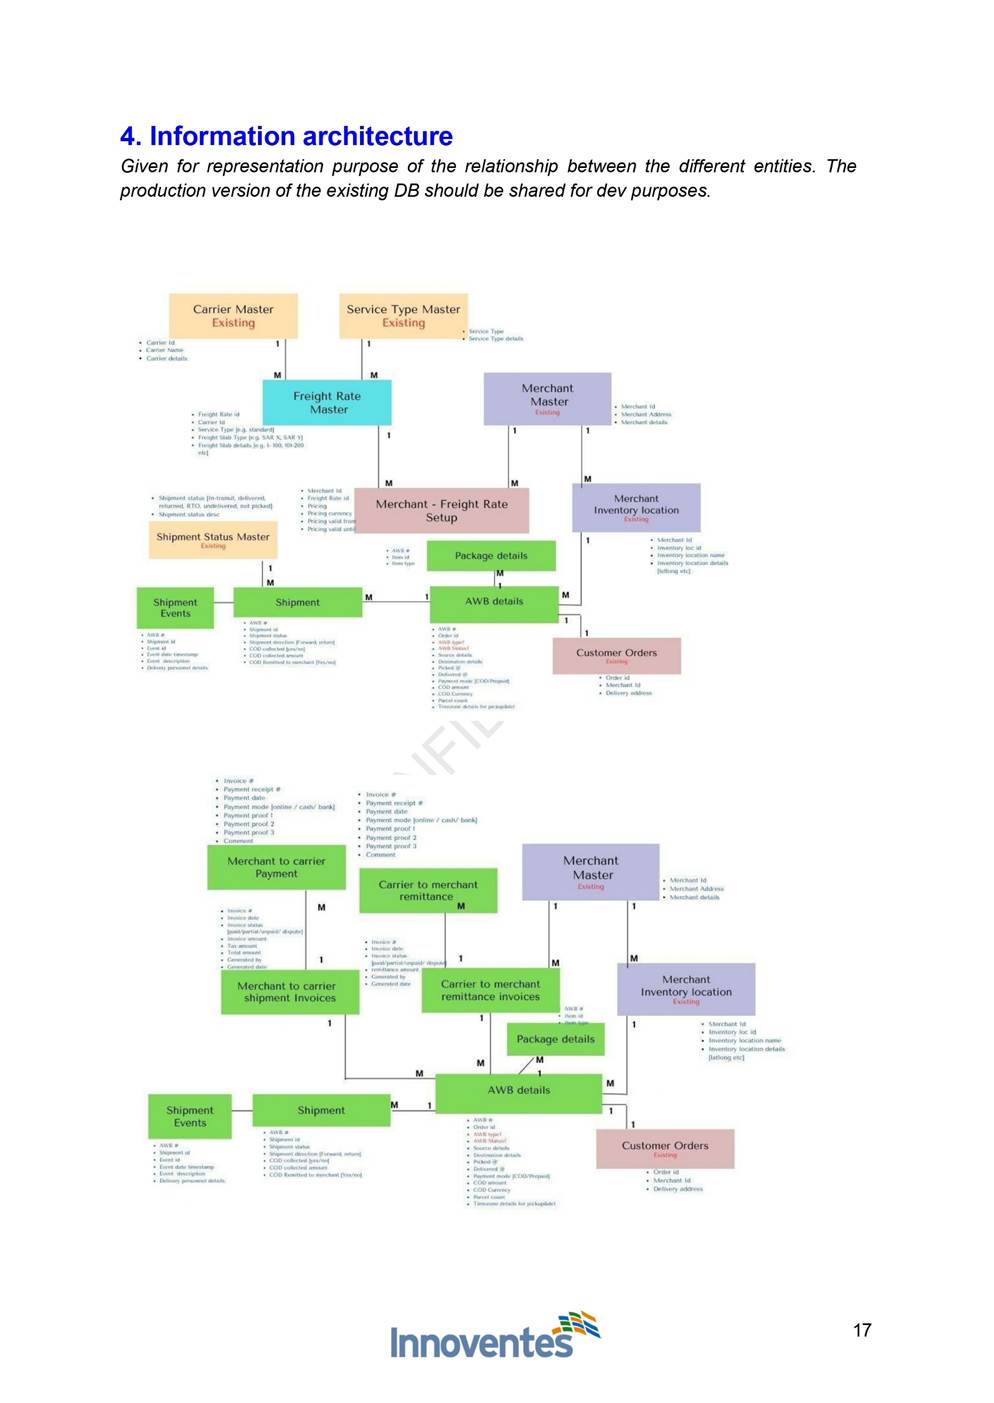 4. Information architecture
Given for representation purpose of the relationship between the different entities. The
production version of the existing DB should be shared for dev purposes.
Carrier Master
Existing
Service Type Master
Existing
• Service Type
• Service Type details
• Carrier Id
• Carrier Name
• Carrier details
1
1
M
M
Freight Rate
Master
Merchant
Master
Existing
• Merchant Id
• Merchant Address
• Merchant details
• Freight Rate id
• Carrier Id
• Service Type [e.g. standard]
• Freight Slab Type [e.g. SAR X, SAR Y]
• Freight Slab details [e.g. 1-100, 101-200
etc]
1
1
1
M
M
M
• Merchant Id
• Freight Rate id
• Pricing
• Pricing currency
• Pricing valid from
• Pricing valid until
Merchant - Freight Rate
Setup
Merchant
Inventory location
Existing
• Shipment status [In-transit, delivered,
returned, RTO, undelivered, not picked]
• Shipment status desc
Shipment Status Master
Existing
• Merchant Id
• Inventory loc id
• Inventory location name
• Inventory location details
[latlong etc]
1
• AWB #
• Item id
• Item type
Package details
1
M
M
1
Shipment
Events
Shipment
M
1
AWB details
M
1
1
• AWB #
• Shipment id
• Event id
• Event date timestamp
• Event description
• Delivery personnel details
• AWB #
• Shipment id
• Shipment status
• Shipment direction [Forward, return]
• COD collected [yes/no]
• COD collected amount
• COD Remitted to merchant [Yes/no]
• AWB #
• Order id
• AWB type?
• AWB Status?
• Source details
• Destination details
• Picked @
• Delivered @
• Payment mode [COD/Prepaid]
• COD amount
• COD Currency
• Parcel count
• Timezone details for pickupdate)
Customer Orders
Existing
• Order id
• Merchant Id
• Delivery address
• Invoice #
• Payment receipt #
• Payment date
• Payment mode [online / cash/ bank]
• Payment proof 1
• Payment proof 2
• Payment proof 3
• Comment
• Invoice #
• Payment receipt #
• Payment date
• Payment mode [online / cash/ bank]
• Payment proof 1
• Payment proof 2
• Payment proof 3
• Comment
Merchant to carrier
Payment
Carrier to merchant
remittance
M
Merchant
Master
Existing
• Merchant Id
• Merchant Address
• Merchant details
M
1
1
• Invoice #
• Invoice date
• Invoice status
[paid/partial/unpaid/ dispute]
• Invoice amount
• Tax amount
• Total amount
• Generated by
• Generated date
• Invoice #
• Invoice date
• Invoice status
[paid/partial/unpaid/ dispute]
• remittance amount
• Generated by
• Generated date
1
1
M
M
Merchant to carrier
shipment Invoices
Carrier to merchant
remittance invoices
Merchant
Inventory location
Existing
• AWB #
• Item id
• Item type
1
1
1
• Merchant Id
• Inventory loc id
• Inventory location name
• Inventory location details
[latlong etc]
Package details
M
M
M
1
Shipment
Events
Shipment
M
1
AWB details
M
1
1
• AWB #
• Shipment id
• Event id
• Event date timestamp
• Event description
• Delivery personnel details
• AWB #
• Shipment id
• Shipment status
• Shipment direction [Forward, return]
• COD collected [yes/no]
• COD collected amount
• COD Remitted to merchant [Yes/no]
• AWB #
• Order id
• AWB type?
• AWB Status?
• Source details
• Destination details
• Picked @
• Delivered @
• Payment mode [COD/Prepaid]
• COD amount
• COD Currency
• Parcel count
• Timezone details for pickupdate)
Customer Orders
Existing
• Order id
• Merchant Id
• Delivery address
Innoventes
17